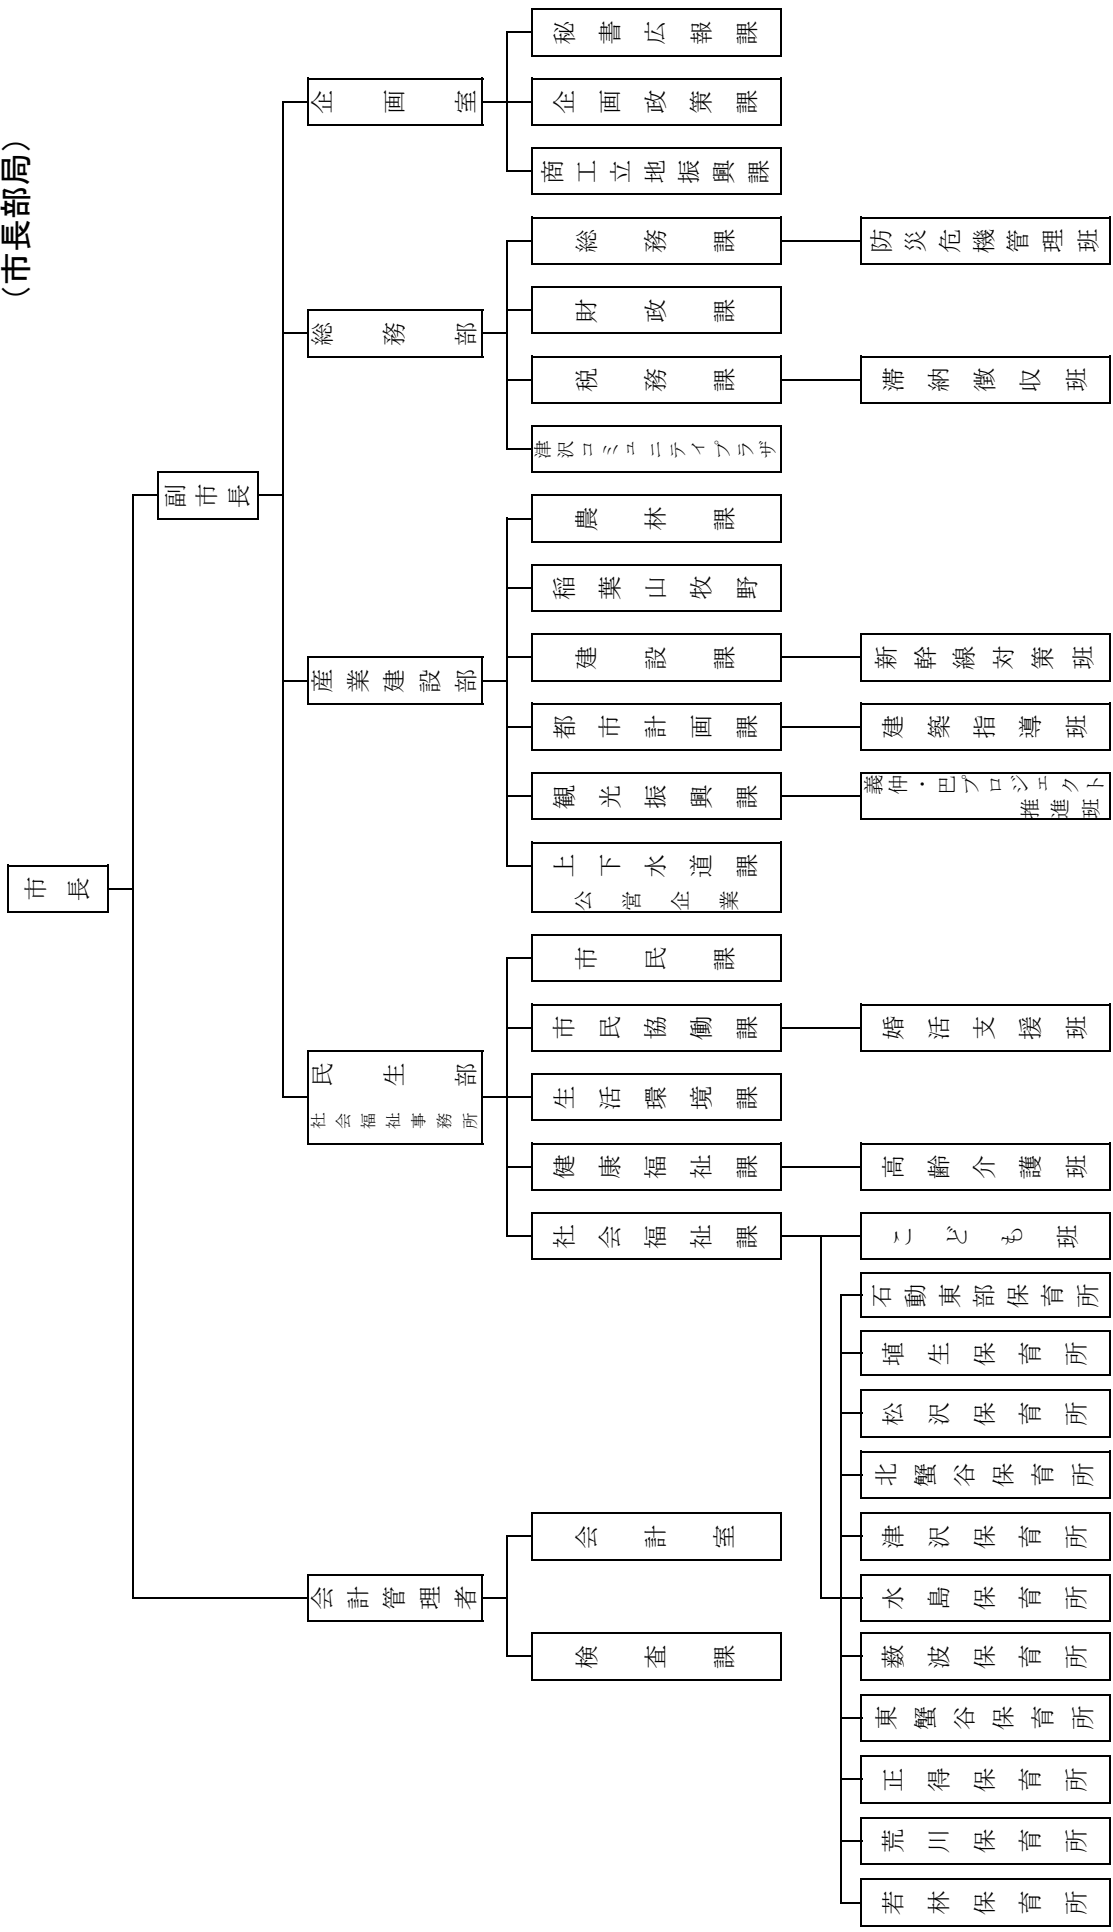 （市長部局）
市長
副市長
企画室
秘書広報課
企画政策課
商工立地振興課
総務部
総務課
防災危機管理班
財政課
税務課
滞納徴収班
津沢コミュニティプラザ
産業建設部
農林課
稲葉山牧野
建設課
新幹線対策班
都市計画課
建築指導班
観光振興課
義仲・巴プロジェクト
推進班
上下水道課
公営企業
民生部
社会福祉事務所
市民課
市民協働課
婚活支援班
生活環境課
健康福祉課
高齢介護班
社会福祉課
こども班
石動東部保育所
埴生保育所
松沢保育所
北蟹谷保育所
津沢保育所
水島保育所
薮波保育所
東蟹谷保育所
正得保育所
荒川保育所
若林保育所
会計管理者
会計室
検査課